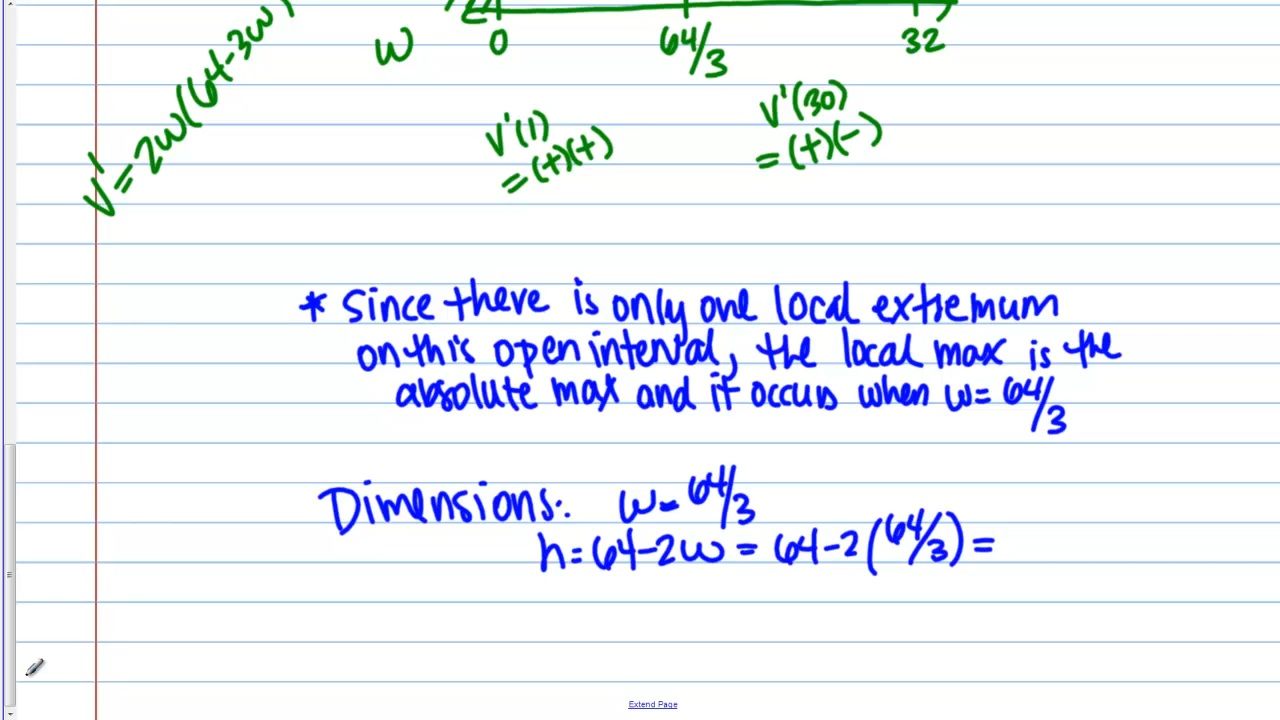 w 0 64/3 32
V' = 2w(64-3w)
V'(1) = (+)(+)
V'(30) = (+)(-)
* Since there is only one local extremum
on this open interval, the local max is the
absolute max and it occurs when w = 64/3
Dimensions: w = 64/3
h = 64-2w = 64-2(64/3) =
Extend Page